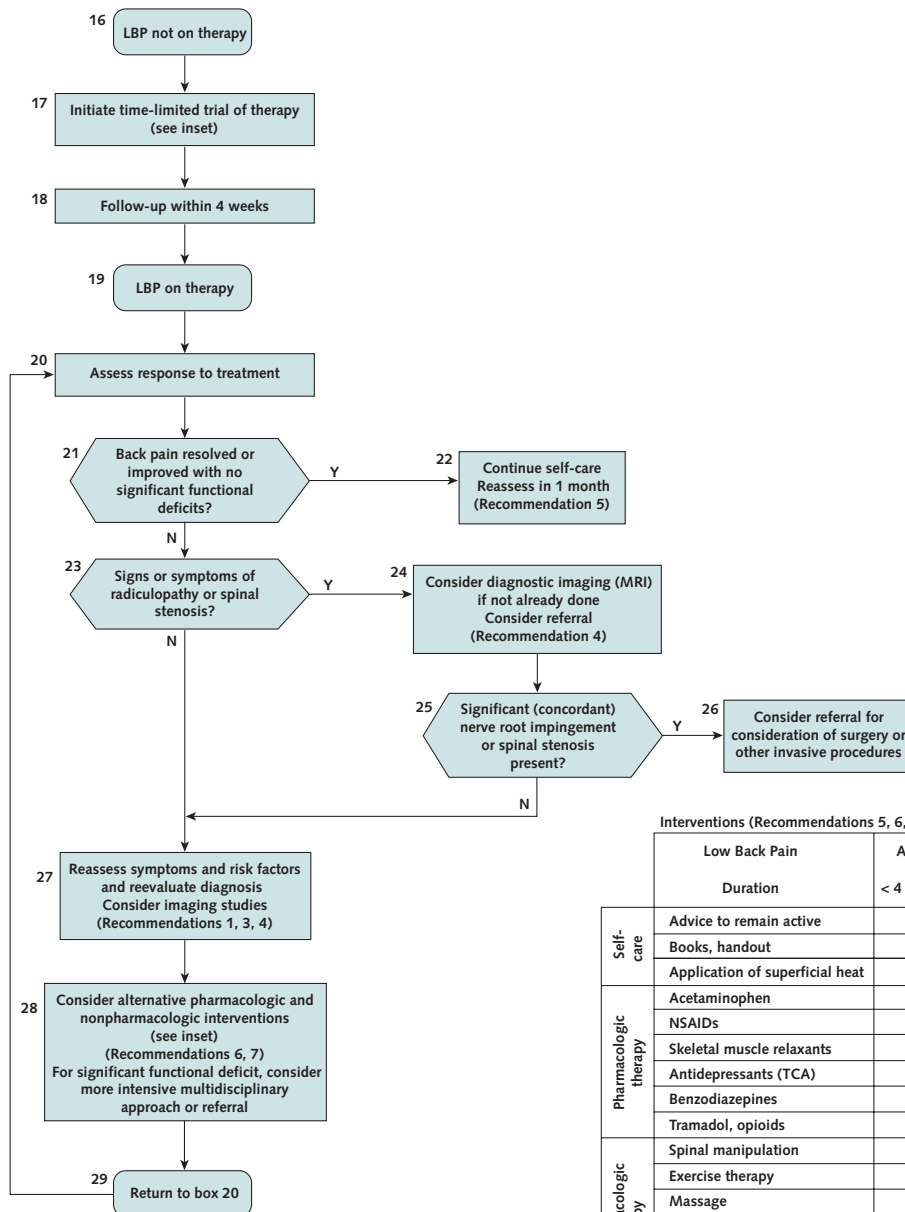 16
LBP not on therapy
17
Initiate time-limited trial of therapy
(see inset)
18
Follow-up within 4 weeks
19
LBP on therapy
20
Assess response to treatment
21
Back pain resolved or
improved with no
significant functional
deficits?
Y
22
Continue self-care
Reassess in 1 month
(Recommendation 5)
N
23
Signs or symptoms of
radiculopathy or spinal
stenosis?
Y
24
Consider diagnostic imaging (MRI)
if not already done
Consider referral
(Recommendation 4)
N
25
Significant (concordant)
nerve root impingement
or spinal stenosis
present?
Y
26
Consider referral for
consideration of surgery or
other invasive procedures
N
27
Reassess symptoms and risk factors
and reevaluate diagnosis
Consider imaging studies
(Recommendations 1, 3, 4)
28
Consider alternative pharmacologic and
nonpharmacologic interventions
(see inset)
(Recommendations 6, 7)
For significant functional deficit, consider
more intensive multidisciplinary
approach or referral
29
Return to box 20
Interventions (Recommendations 5, 6,
Low Back Pain
A
Duration
< 4
Self-
care
Advice to remain active
Books, handout
Application of superficial heat
Pharmacologic
therapy
Acetaminophen
NSAIDs
Skeletal muscle relaxants
Antidepressants (TCA)
Benzodiazepines
Tramadol, opioids
Spinal manipulation
Exercise therapy
Massage